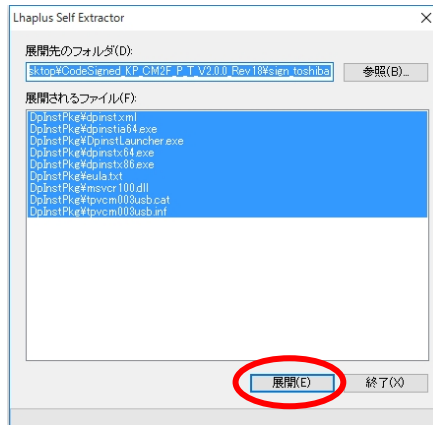 Lhaplus Self Extractor
展開先のフォルダ(D):
sktop¥CodeSigned_KP_CM2F_P_T_V2.0.0_Rev18¥sign_toshiba
参照(B)...
展開されるファイル(F):
DpInstPkg¥dpinst.xml
DpInstPkg¥dpinstia64.exe
DpInstPkg¥DpinstLauncher.exe
DpInstPkg¥dpinstx64.exe
DpInstPkg¥dpinstx86.exe
DpInstPkg¥eula.txt
DpInstPkg¥msvcr100.dll
DpInstPkg¥tpvcm003usb.cat
DpInstPkg¥tpvcm003usb.inf
展開(E)
終了(X)